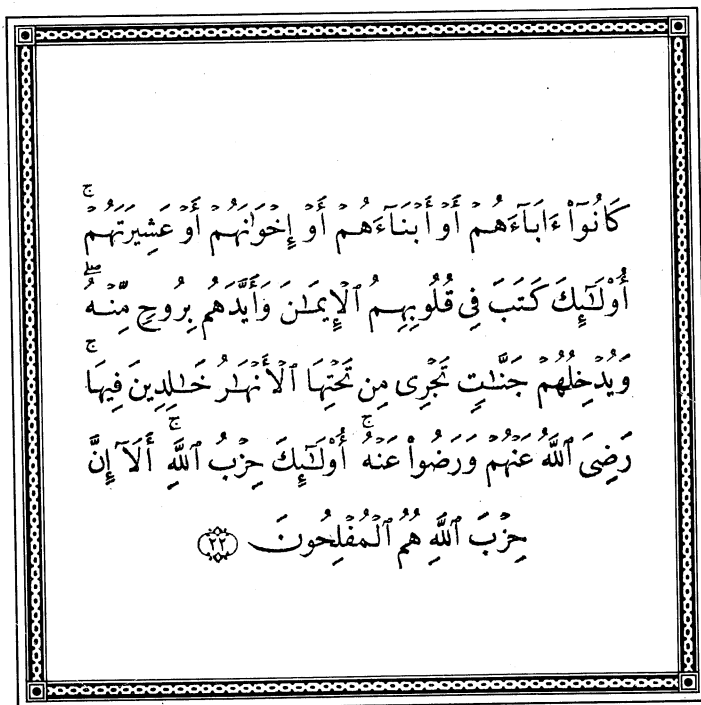 كَانُوٓا۟ ءَابَآءَهُمْ أَوْ أَبْنَآءَهُمْ أَوْ إِخْوَٰنَهُمْ أَوْ عَشِيرَتَهُمْ ۚ
أُو۟لَـٰٓئِكَ كَتَبَ فِى قُلُوبِهِمُ ٱلْإِيمَـٰنَ وَأَيَّدَهُم بِرُوحٍ مِّنْهُ ۖ
وَيُدْخِلُهُمْ جَنَّـٰتٍ تَجْرِى مِن تَحْتِهَا ٱلْأَنْهَـٰرُ خَـٰلِدِينَ فِيهَا ۚ
رَضِىَ ٱللَّهُ عَنْهُمْ وَرَضُوا۟ عَنْهُ ۚ أُو۟لَـٰٓئِكَ حِزْبُ ٱللَّهِ ۚ أَلَآ إِنَّ
حِزْبَ ٱللَّهِ هُمُ ٱلْمُفْلِحُونَ ٢٢